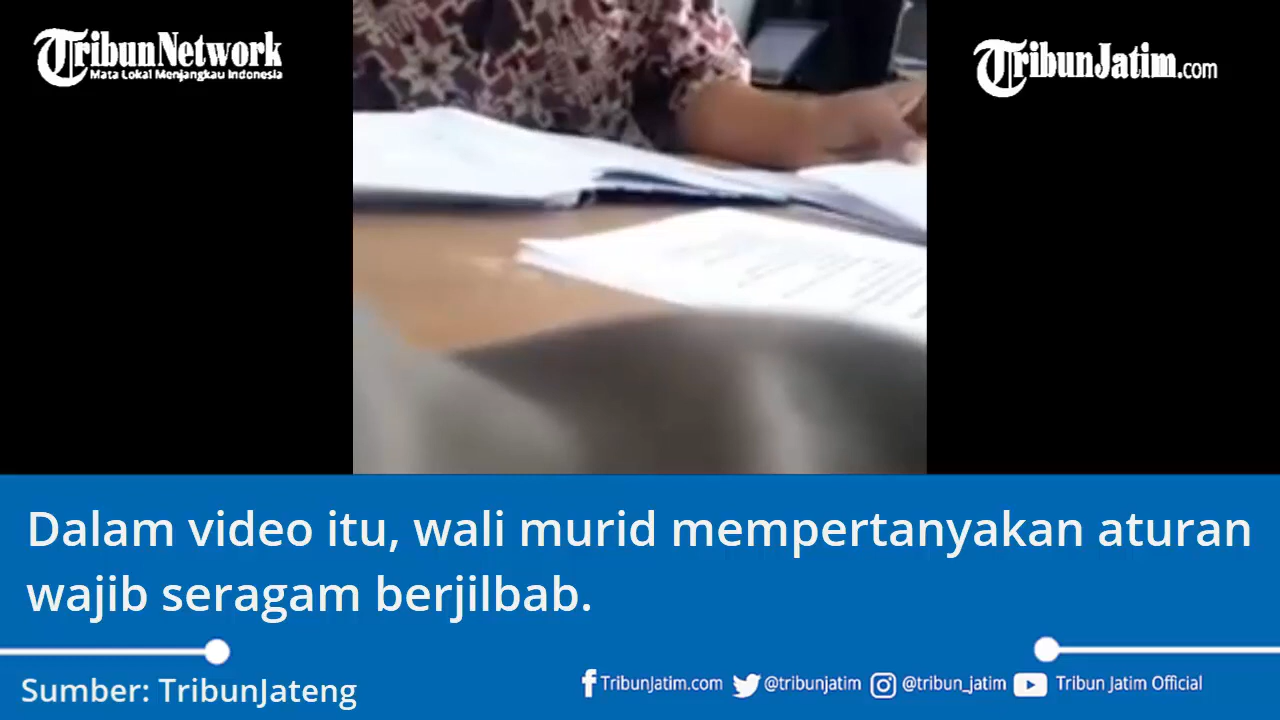 TribunNetwork
Mata Lokal Menjangkau Indonesia
TribunJatim.com
Dalam video itu, wali murid mempertanyakan aturan
wajib seragam berjilbab.
Sumber: TribunJateng
TribunJatim.com @tribunjatim @tribun_jatim Tribun Jatim Official